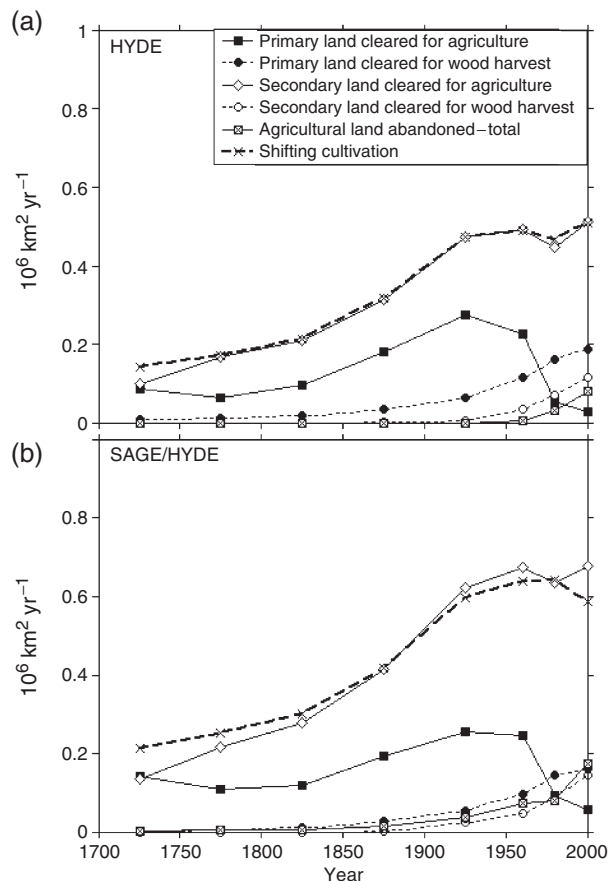 (a)
HYDE
Primary land cleared for agriculture
Primary land cleared for wood harvest
Secondary land cleared for agriculture
Secondary land cleared for wood harvest
Agricultural land abandoned–total
Shifting cultivation
1
0.8
0.6
0.4
0.2
0
10⁶ km² yr⁻¹
(b)
SAGE/HYDE
0.8
0.6
0.4
0.2
0
10⁶ km² yr⁻¹
1700 1750 1800 1850 1900 1950 2000
Year